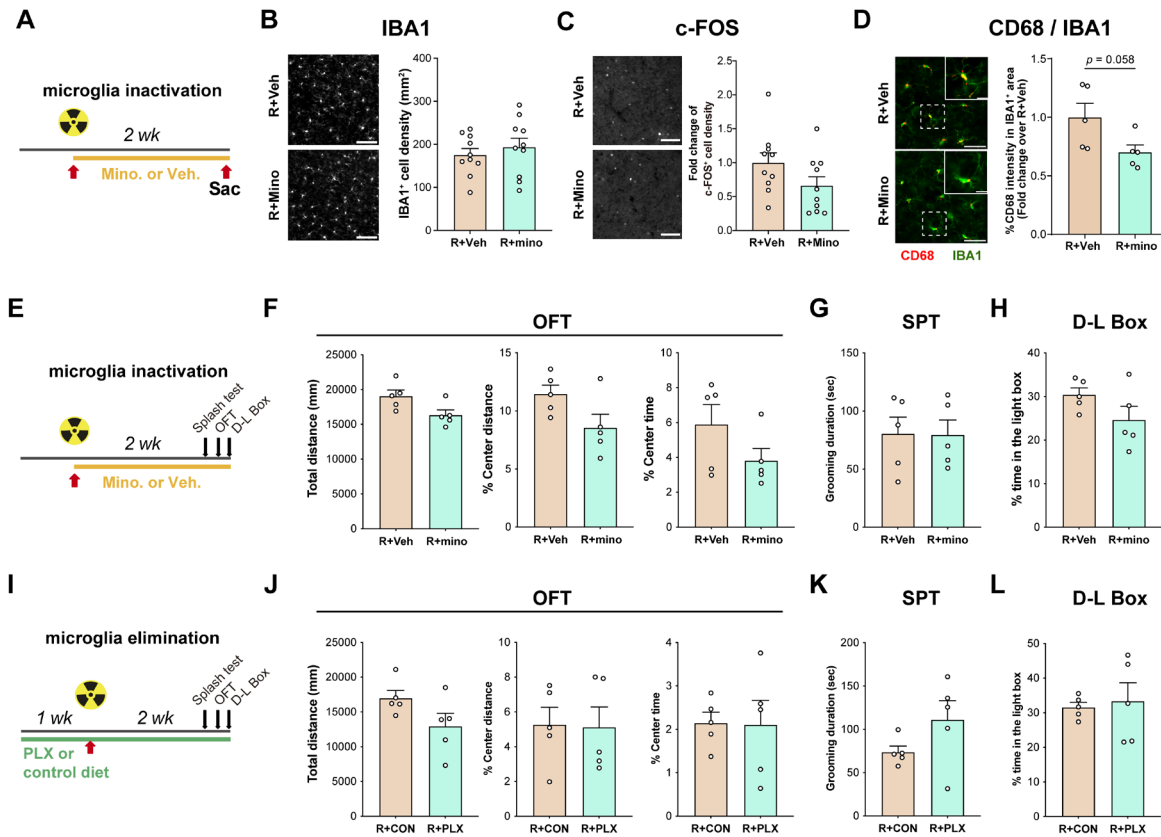 A
microglia inactivation
2 wk
Mino. or Veh.
Sac
B
IBA1
R+Veh
R+Mino
IBA1⁺ cell density (mm²)
300
200
100
0
R+Veh R+mino
C
c-FOS
R+Veh
R+Mino
Fold change of
c-FOS⁺ cell density
2.5
2.0
1.5
1.0
0.5
0.0
R+Veh R+Mino
D
CD68 / IBA1
R+Veh
R+Mino
CD68 IBA1
%CD68 intensity in IBA1⁺ area
(Fold change over R+Veh)
p = 0.058
1.5
1.0
0.5
0.0
R+Veh R+mino
E
microglia inactivation
Splash test
OFT
D-L Box
2 wk
Mino. or Veh.
F
OFT
Total distance (mm)
25000
20000
15000
10000
5000
0
R+Veh R+mino
% Center distance
15
10
5
0
R+Veh R+mino
% Center time
10
8
6
4
2
0
R+Veh R+mino
G
SPT
Grooming duration (sec)
150
100
50
0
R+Veh R+mino
H
D-L Box
% time in the light box
40
30
20
10
0
R+Veh R+mino
I
microglia elimination
Splash test
OFT
D-L Box
1 wk 2 wk
PLX or
control diet
J
OFT
Total distance (mm)
25000
20000
15000
10000
5000
0
R+CON R+PLX
% Center distance
10
8
6
4
2
0
R+CON R+PLX
% Center time
4
3
2
1
0
R+CON R+PLX
K
SPT
Grooming duration (sec)
200
150
100
50
0
R+CON R+PLX
L
D-L Box
% time in the light box
50
40
30
20
10
0
R+CON R+PLX